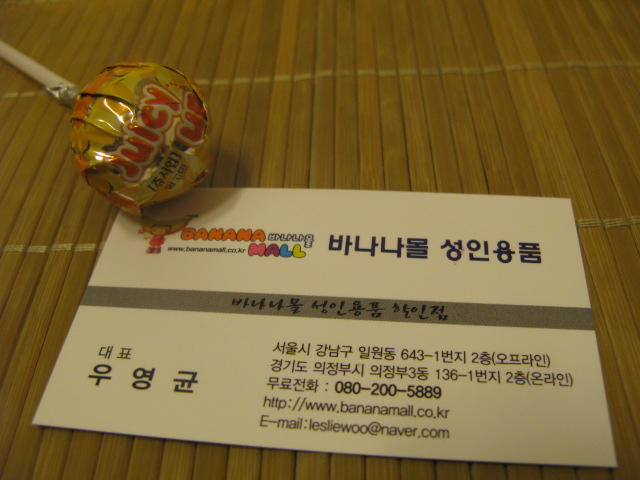 JUICY
[주사인]
BANANA 바나나몰
www.bananamall.co.kr MALL
바나나몰 성인용품
바나나몰 성인용품 할인점
대표
우영균
서울시 강남구 일원동 643-1번지 2층(오프라인)
경기도 의정부시 의정부3동 136-1번지 2층(온라인)
무료전화 : 080-200-5889
http://www.bananamall.co.kr
E-mail:lesliewoo@naver.com